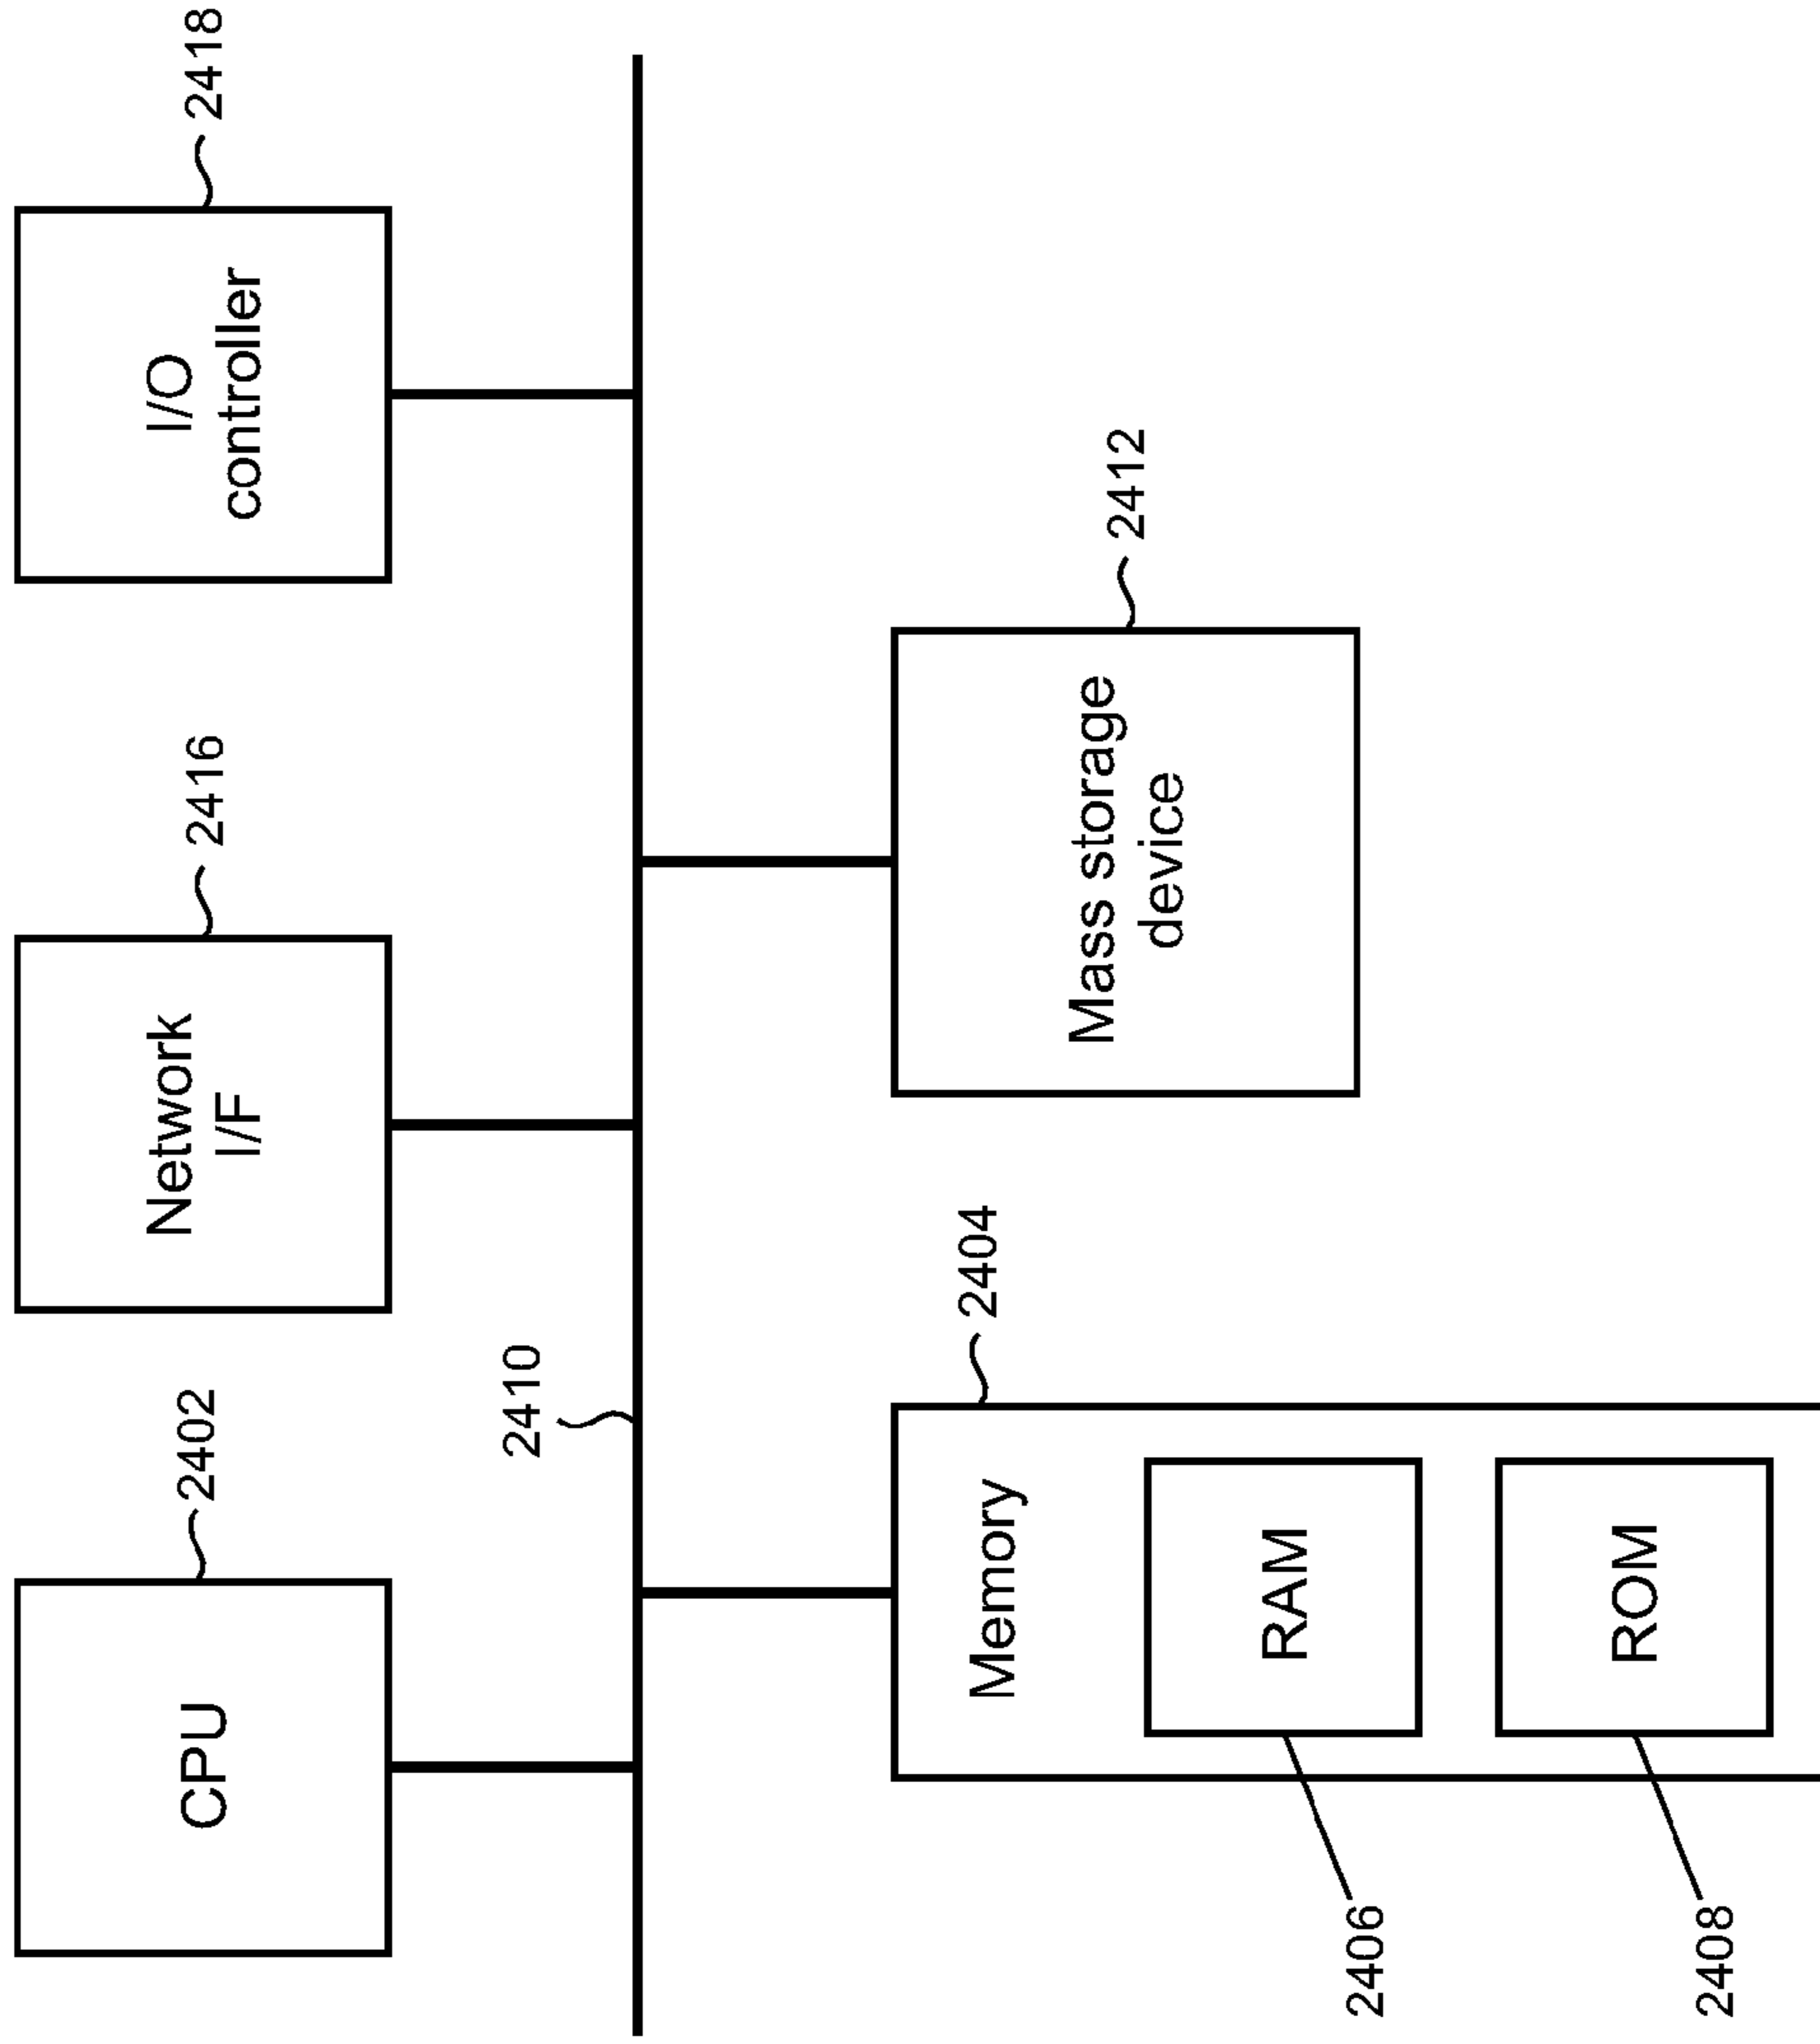 2402
2416
2418
CPU
Network
I/F
I/O
controller
2410
2404
2412
Memory
Mass storage
device
RAM
2406
ROM
2408